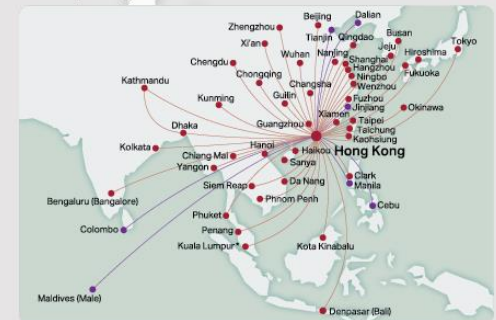 Beijing
Dalian
Zhengzhou
Tianjin
Qingdao
Busan
Tokyo
Xi'an
Wuhan
Nanjing
Jeju
Hiroshima
Chengdu
Shanghai
Hangzhou
Fukuoka
Chongqing
Ningbo
Kathmandu
Changsha
Wenzhou
Guilin
Kunming
Fuzhou
Jinjiang
Okinawa
Xiamen
Guangzhou
Taipei
Dhaka
Taichung
Kaohsiung
Kolkata
Hanoi
Haikou
Hong Kong
Chiang Mai
Sanya
Yangon
Clark
Siem Reap
Da Nang
Manila
Bengaluru (Bangalore)
Phnom Penh
Cebu
Phuket
Colombo
Penang
Kuala Lumpur*
Kota Kinabalu
Maldives (Male)
Denpasar (Bali)